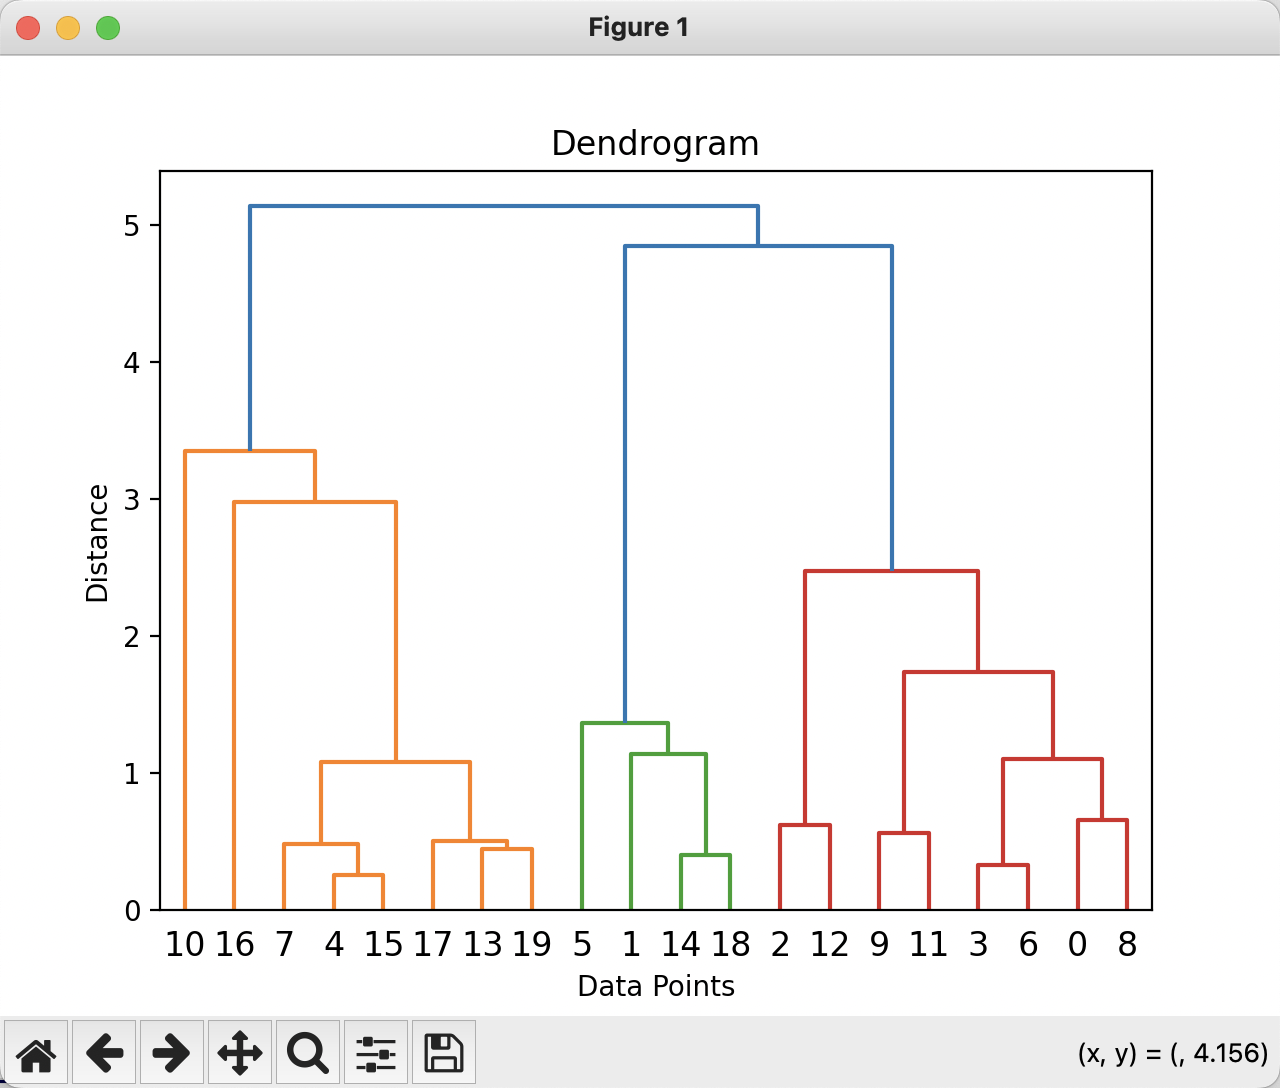 Figure 1
Dendrogram
5
4
3
2
1
0
Distance
10 16 7 4 15 17 13 19 5 1 14 18 2 12 9 11 3 6 0 8
Data Points
(x, y) = (, 4.156)